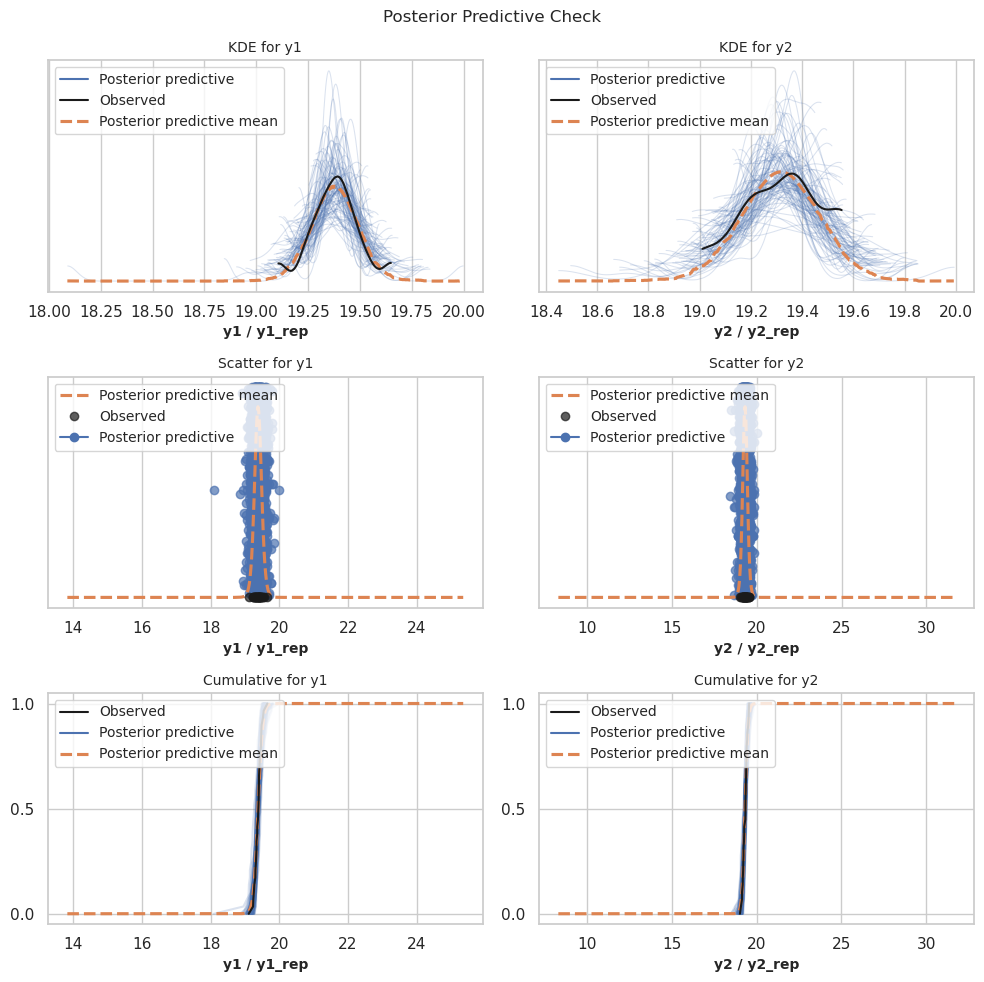 Posterior Predictive Check
KDE for y1
Posterior predictive
Observed
Posterior predictive mean
18.00 18.25 18.50 18.75 19.00 19.25 19.50 19.75 20.00
y1 / y1_rep
KDE for y2
Posterior predictive
Observed
Posterior predictive mean
18.4 18.6 18.8 19.0 19.2 19.4 19.6 19.8 20.0
y2 / y2_rep
Scatter for y1
Posterior predictive mean
Observed
Posterior predictive
14 16 18 20 22 24
y1 / y1_rep
Scatter for y2
Posterior predictive mean
Observed
Posterior predictive
10 15 20 25 30
y2 / y2_rep
Cumulative for y1
1.0
0.5
0.0
Observed
Posterior predictive
Posterior predictive mean
14 16 18 20 22 24
y1 / y1_rep
Cumulative for y2
1.0
0.5
0.0
Observed
Posterior predictive
Posterior predictive mean
10 15 20 25 30
y2 / y2_rep